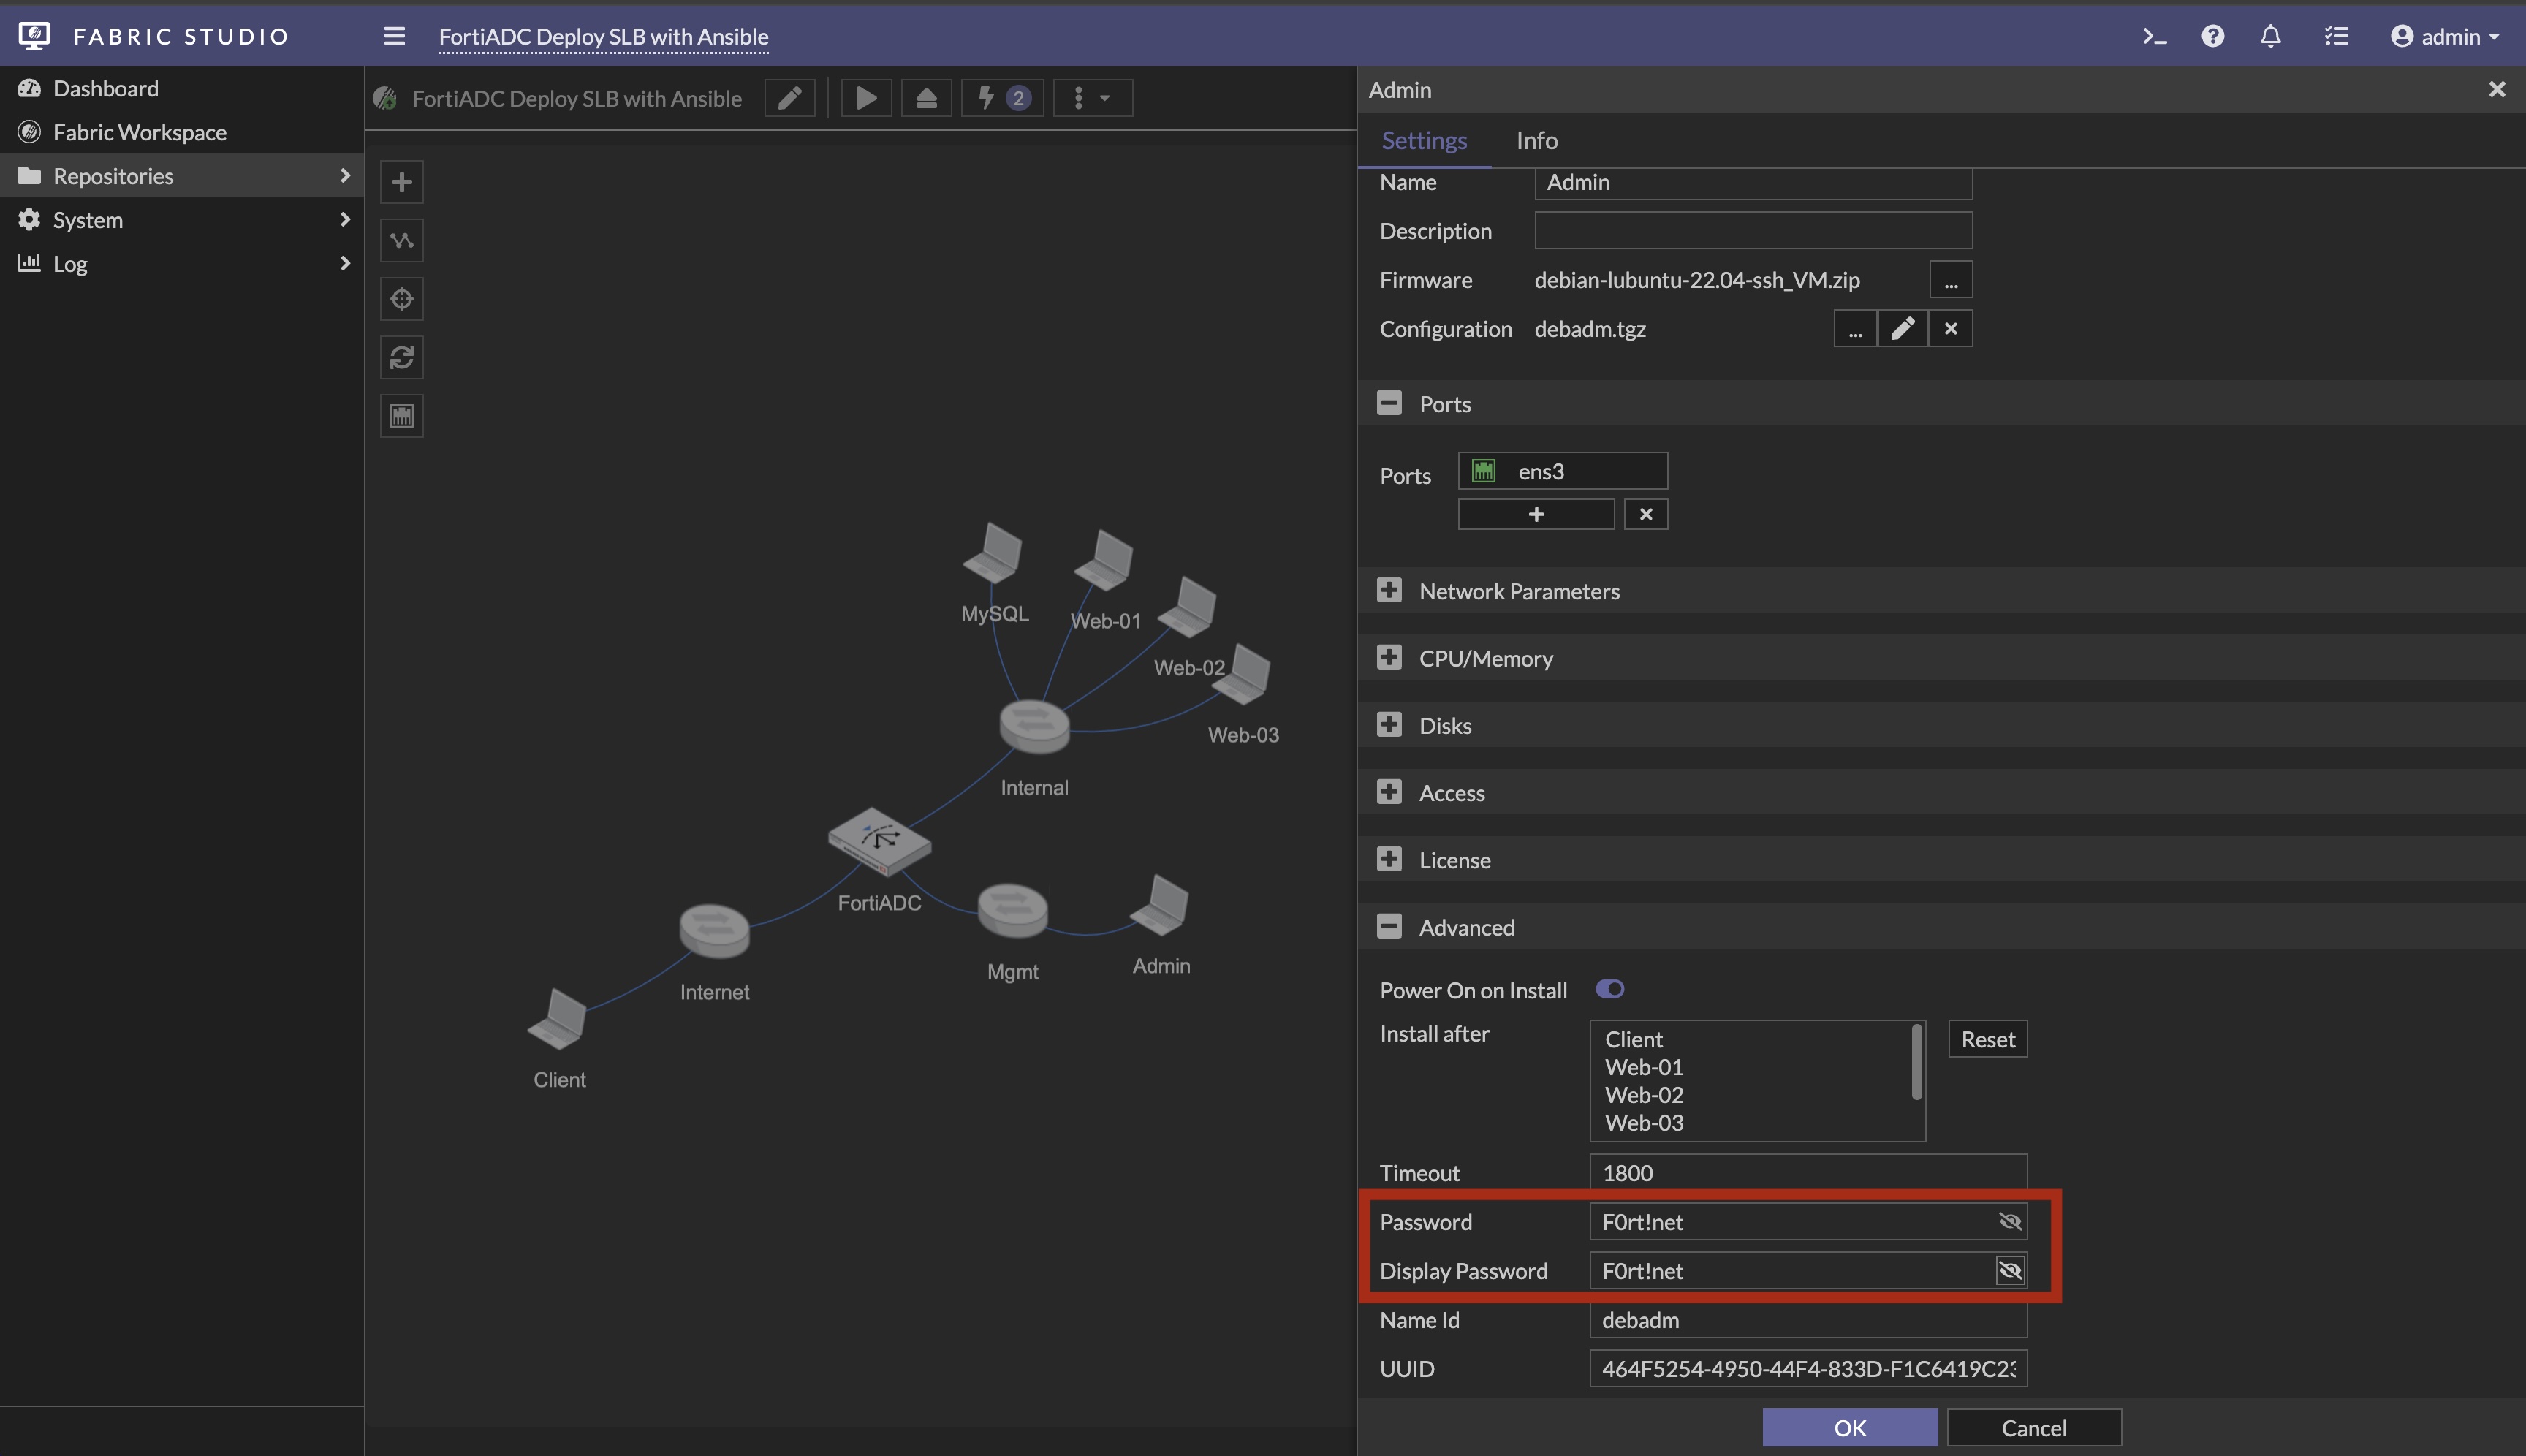 FABRIC STUDIO
FortiADC Deploy SLB with Ansible
admin
Dashboard
Fabric Workspace
Repositories
System
Log
FortiADC Deploy SLB with Ansible
2
MySQL
Web-01
Web-02
Web-03
Internal
FortiADC
Mgmt
Admin
Internet
Client
Admin
Settings Info
Name Admin
Description
Firmware debian-lubuntu-22.04-ssh_VM.zip ...
Configuration debadm.tgz ...
Ports
Ports ens3
Network Parameters
CPU/Memory
Disks
Access
License
Advanced
Power On on Install
Install after Client Reset
Web-01
Web-02
Web-03
Timeout 1800
Password F0rt!net
Display Password F0rt!net
Name Id debadm
UUID 464F5254-4950-44F4-833D-F1C6419C23
OK Cancel